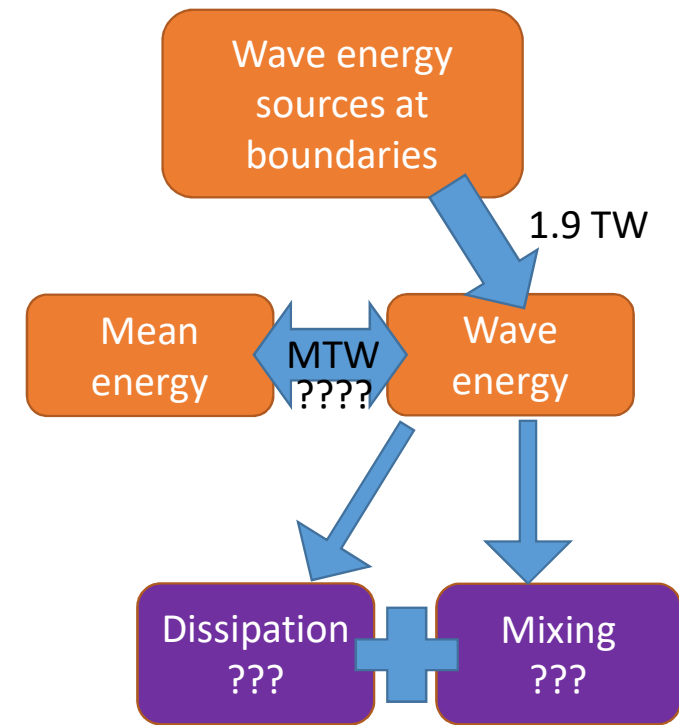 Wave energy
sources at
boundaries
1.9 TW
Mean
energy
MTW
????
Wave
energy
Dissipation
???
Mixing
???